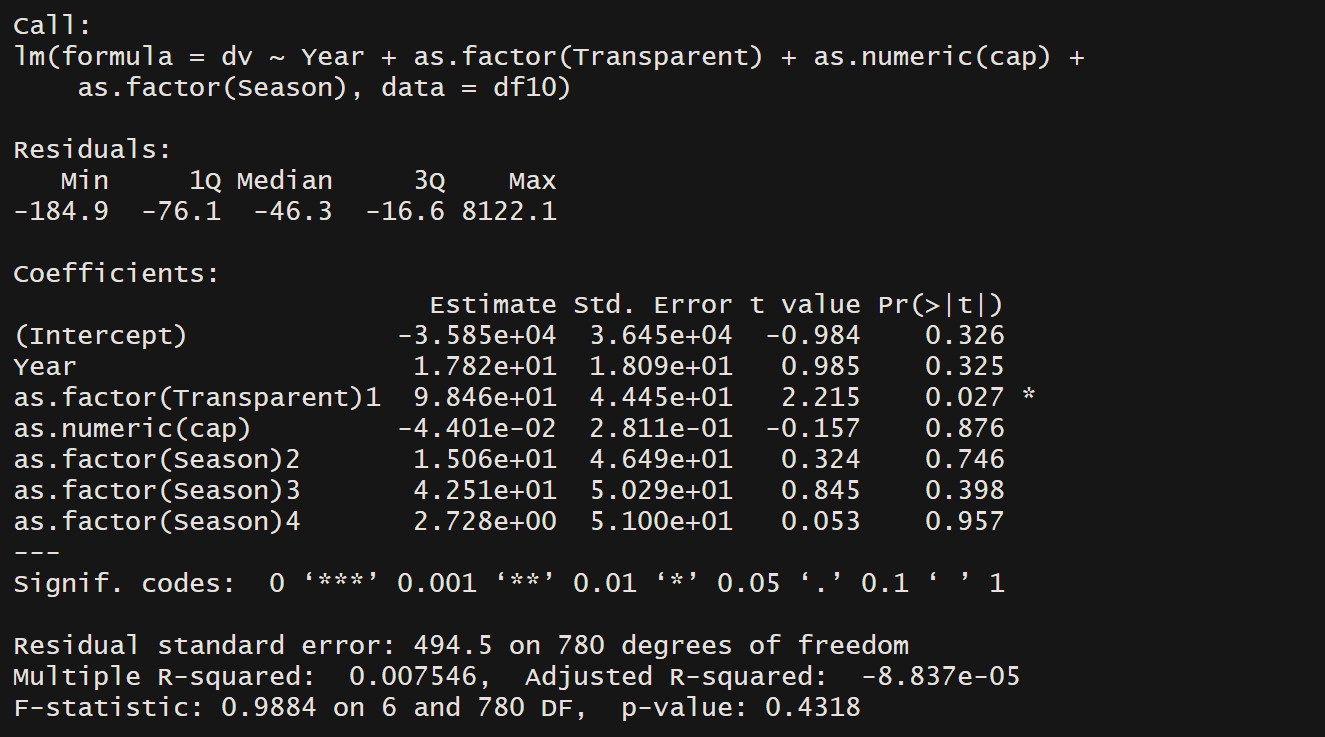 Call:
lm(formula = dv ~ Year + as.factor(Transparent) + as.numeric(cap) +
    as.factor(Season), data = df10)
Residuals:
   Min     1Q Median     3Q    Max
-184.9  -76.1  -46.3  -16.6 8122.1
Coefficients:
                          Estimate Std. Error t value Pr(>|t|)
(Intercept)             -3.585e+04  3.645e+04  -0.984    0.326
Year                     1.782e+01  1.809e+01   0.985    0.325
as.factor(Transparent)1  9.846e+01  4.445e+01   2.215    0.027 *
as.numeric(cap)         -4.401e-02  2.811e-01  -0.157    0.876
as.factor(Season)2       1.506e+01  4.649e+01   0.324    0.746
as.factor(Season)3       4.251e+01  5.029e+01   0.845    0.398
as.factor(Season)4       2.728e+00  5.100e+01   0.053    0.957
---
Signif. codes:  0 ‘***’ 0.001 ‘**’ 0.01 ‘*’ 0.05 ‘.’ 0.1 ‘ ’ 1
Residual standard error: 494.5 on 780 degrees of freedom
Multiple R-squared:  0.007546,	Adjusted R-squared:  -8.837e-05
F-statistic: 0.9884 on 6 and 780 DF,  p-value: 0.4318